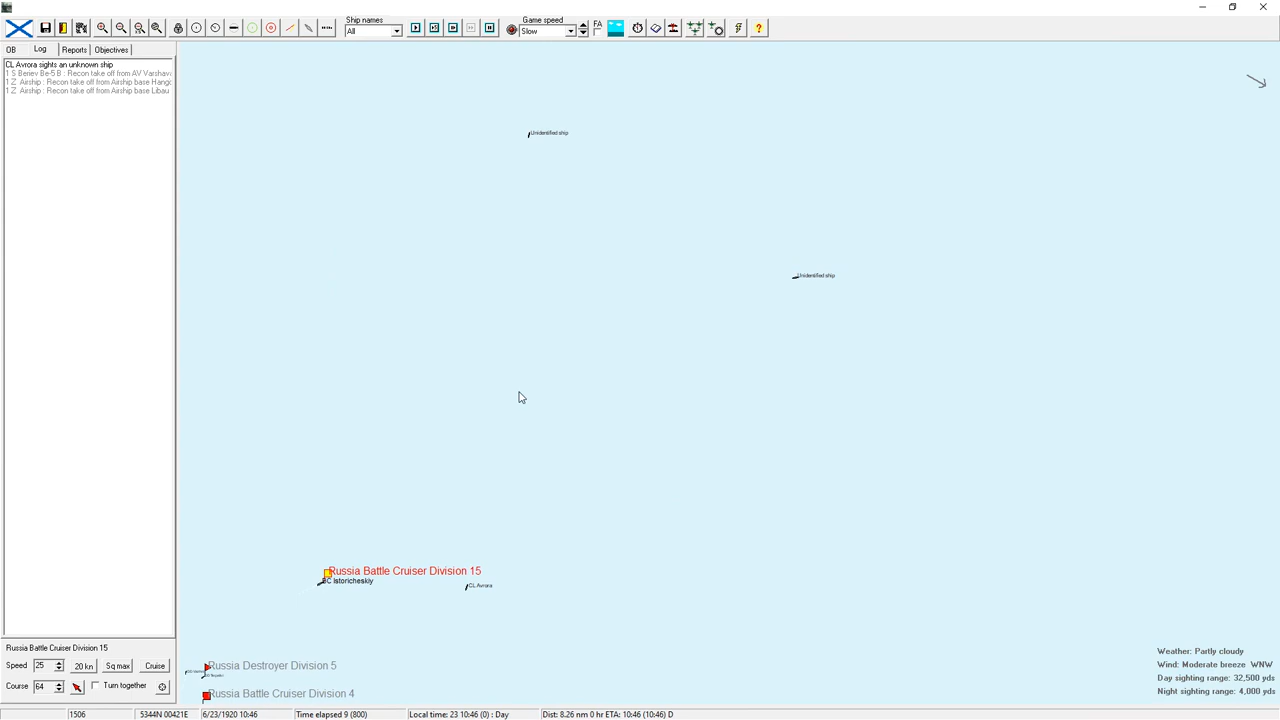 Ship names
All
Game speed
Slow
FA
OB
Log
Reports
Objectives
CL Avrora sights an unknown ship
1 S Beriev Be-5 B : Recon take off from AV Varshava
1 Z Airship : Recon take off from Airship base Hango
1 Z Airship : Recon take off from Airship base Libau
Unidentified ship
Unidentified ship
Russia Battle Cruiser Division 15
BC Istoricheskiy
CL Avrora
Russia Destroyer Division 5
Russia Battle Cruiser Division 4
Russia Battle Cruiser Division 15
Speed 25 20 kn Sq max Cruise
Course 64 Turn together
Weather: Partly cloudy
Wind: Moderate breeze WNW
Day sighting range: 32,500 yds
Night sighting range: 4,000 yds
1506 5344N 00421E 6/23/1920 10:46 Time elapsed 9 (800) Local time: 23 10:46 (0) : Day Dist: 8.26 nm 0 hr ETA: 10:46 (10:46) D